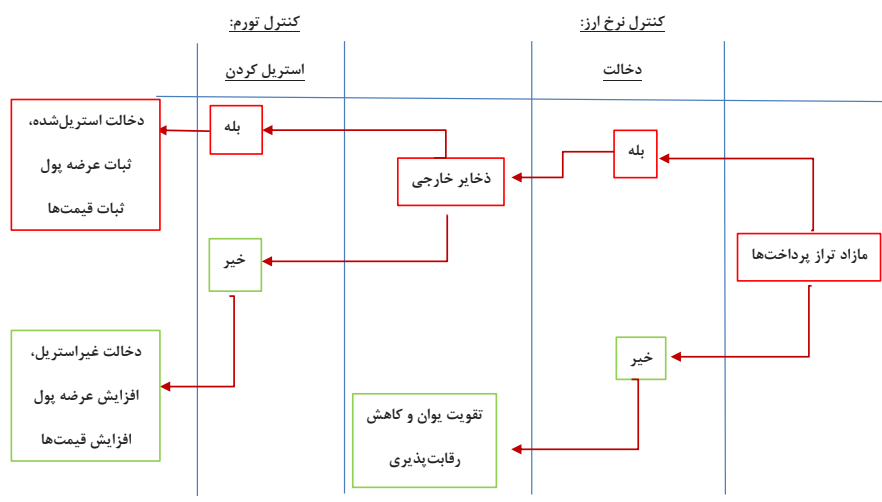 کنترل نرخ ارز:
کنترل تورم:
دخالت
استریل کردن
مازاد تراز پرداخت‌ها
بله
خیر
ذخایر خارجی
تقویت یوان و کاهش
رقابت‌پذیری
بله
خیر
دخالت استریل‌شده،
ثبات عرضه پول
ثبات قیمت‌ها
دخالت غیراستریل،
افزایش عرضه پول
افزایش قیمت‌ها